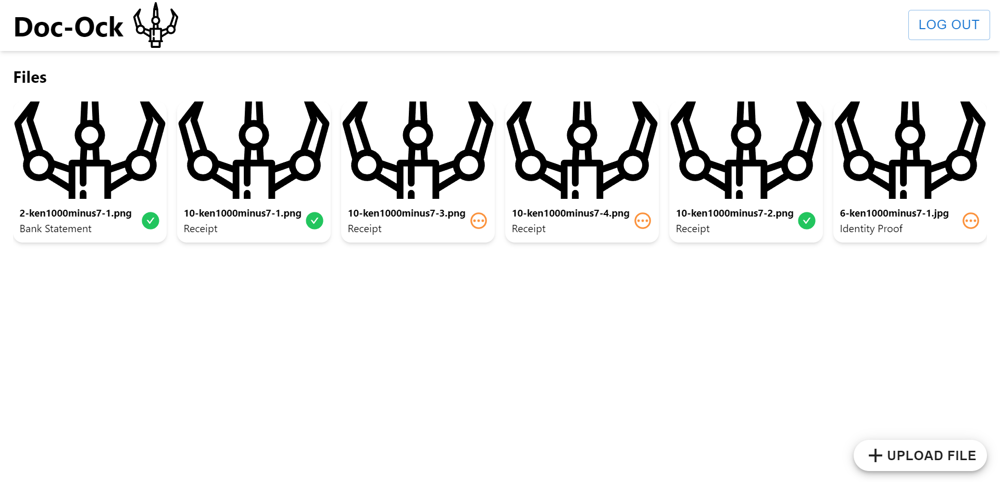 Doc-Ock
LOG OUT
Files
2-ken1000minus7-1.png
Bank Statement
10-ken1000minus7-1.png
Receipt
10-ken1000minus7-3.png
Receipt
10-ken1000minus7-4.png
Receipt
10-ken1000minus7-2.png
Receipt
6-ken1000minus7-1.jpg
Identity Proof
UPLOAD FILE